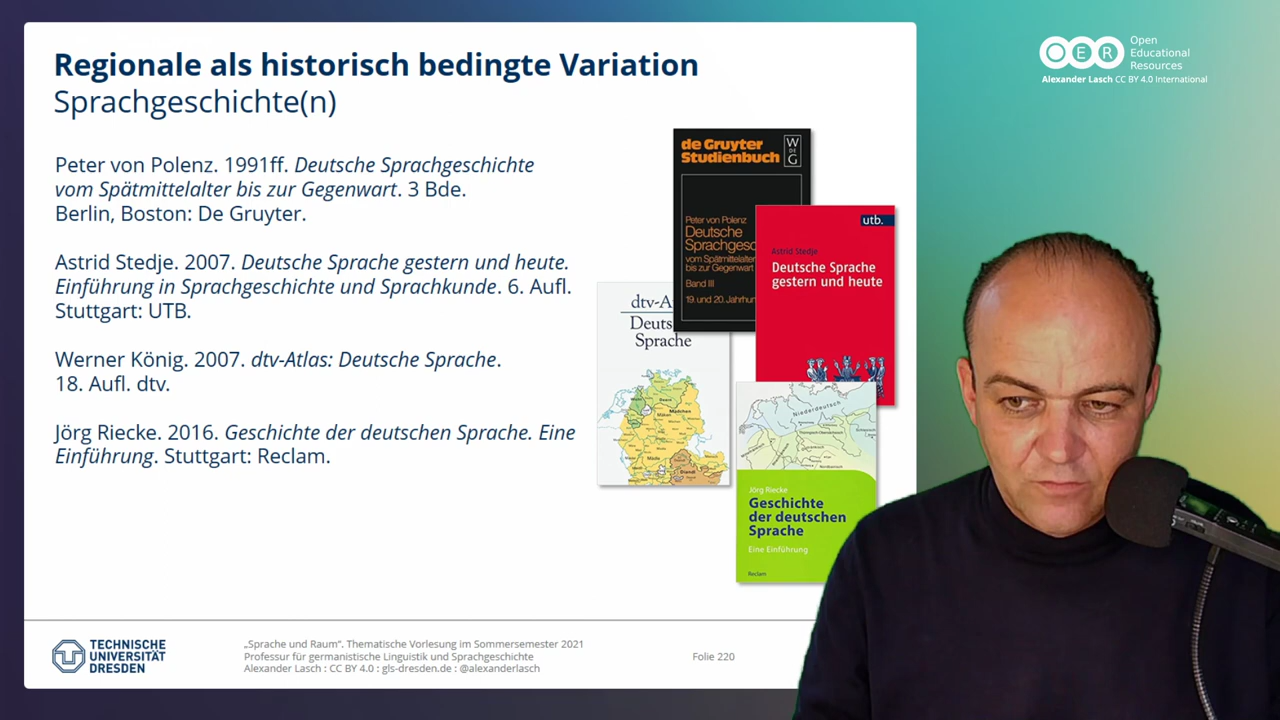 Regionale als historisch bedingte Variation
Sprachgeschichte(n)
Peter von Polenz. 1991ff. Deutsche Sprachgeschichte
vom Spätmittelalter bis zur Gegenwart. 3 Bde.
Berlin, Boston: De Gruyter.
Astrid Stedje. 2007. Deutsche Sprache gestern und heute.
Einführung in Sprachgeschichte und Sprachkunde. 6. Aufl.
Stuttgart: UTB.
Werner König. 2007. dtv-Atlas: Deutsche Sprache.
18. Aufl. dtv.
Jörg Riecke. 2016. Geschichte der deutschen Sprache. Eine
Einführung. Stuttgart: Reclam.
de Gruyter
Studienbuch
W
DE
G
Peter von Polenz
Deutsche
Sprachgesc
vom Spätmittelalter
bis zur Gegenwart
Band III
19. und 20. Jahrhun
utb.
Astrid Stedje
Deutsche Sprache
gestern und heute
dtv-A
Deuts
Sprache
Mädchen
Niederdeutsch
Jörg Riecke
Geschichte
der deutschen
Sprache
Eine Einführung
Reclam
TECHNISCHE
UNIVERSITÄT
DRESDEN
„Sprache und Raum“. Thematische Vorlesung im Sommersemester 2021
Professur für germanistische Linguistik und Sprachgeschichte
Alexander Lasch : CC BY 4.0 : gls-dresden.de : @alexanderlasch
Folie 220
OER
Open
Educational
Resources
Alexander Lasch CC BY 4.0 International